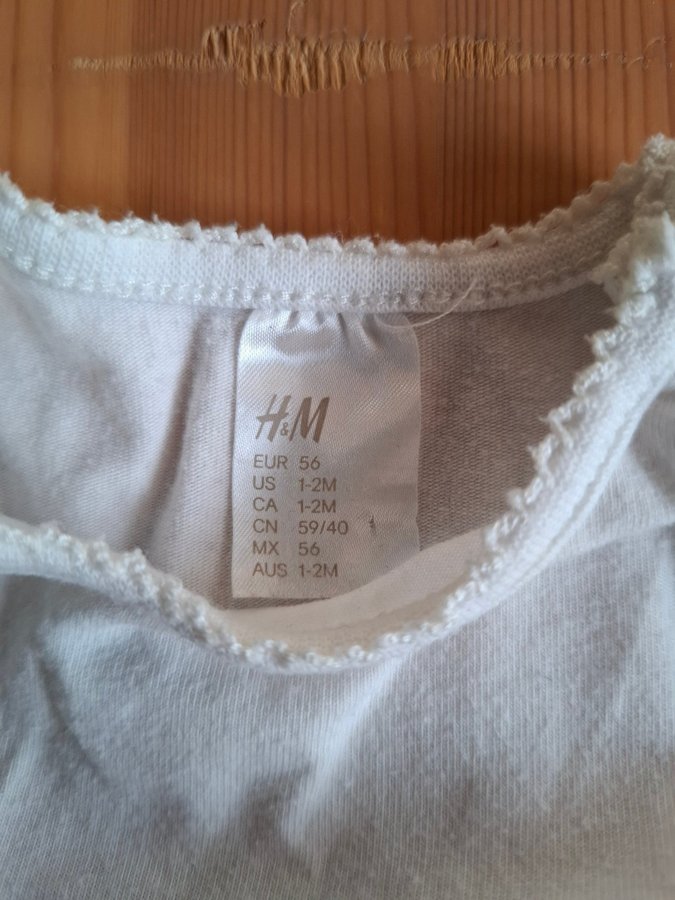 H&M
EUR 56
US 1-2M
CA 1-2M
CN 59/40
MX 56
AUS 1-2M